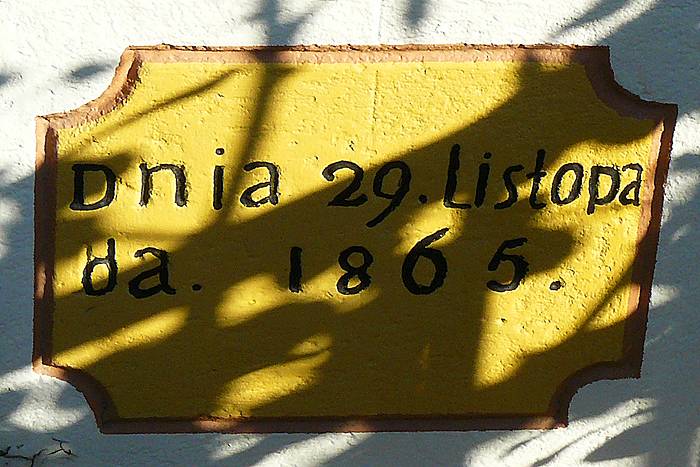 Dnia 29. Listopa
da. 1865.